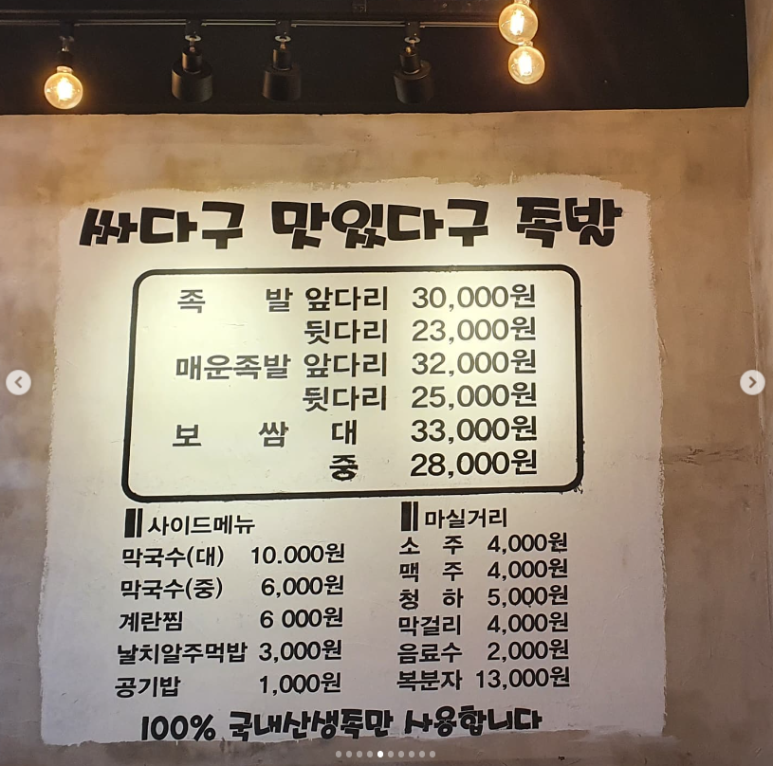 싸다구 맛있다구 족발
족 발 앞다리 30,000원
뒷다리 23,000원
매운족발 앞다리 32,000원
뒷다리 25,000원
보 쌈 대 33,000원
중 28,000원
사이드메뉴
막국수(대) 10.000원
막국수(중) 6,000원
계란찜 6 000원
날치알주먹밥 3,000원
공기밥 1,000원
마실거리
소 주 4,000원
맥 주 4,000원
청 하 5,000원
막걸리 4,000원
음료수 2,000원
복분자 13,000원
100% 국내산생족만 사용합니다